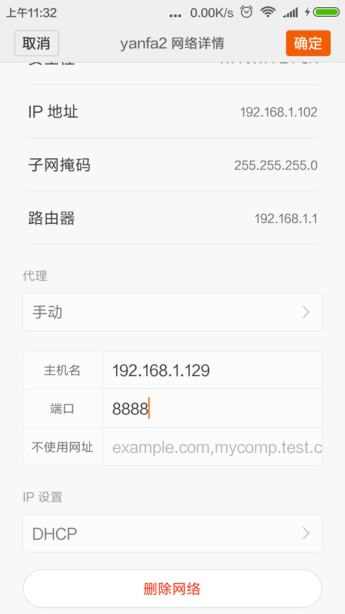 上午11:32 ... 0.00K/s
取消 yanfa2 网络详情 确定
IP 地址 192.168.1.102
子网掩码 255.255.255.0
路由器 192.168.1.1
代理
手动
主机名 192.168.1.129
端口 8888
不使用网址 example.com,mycomp.test.c
IP 设置
DHCP
删除网络